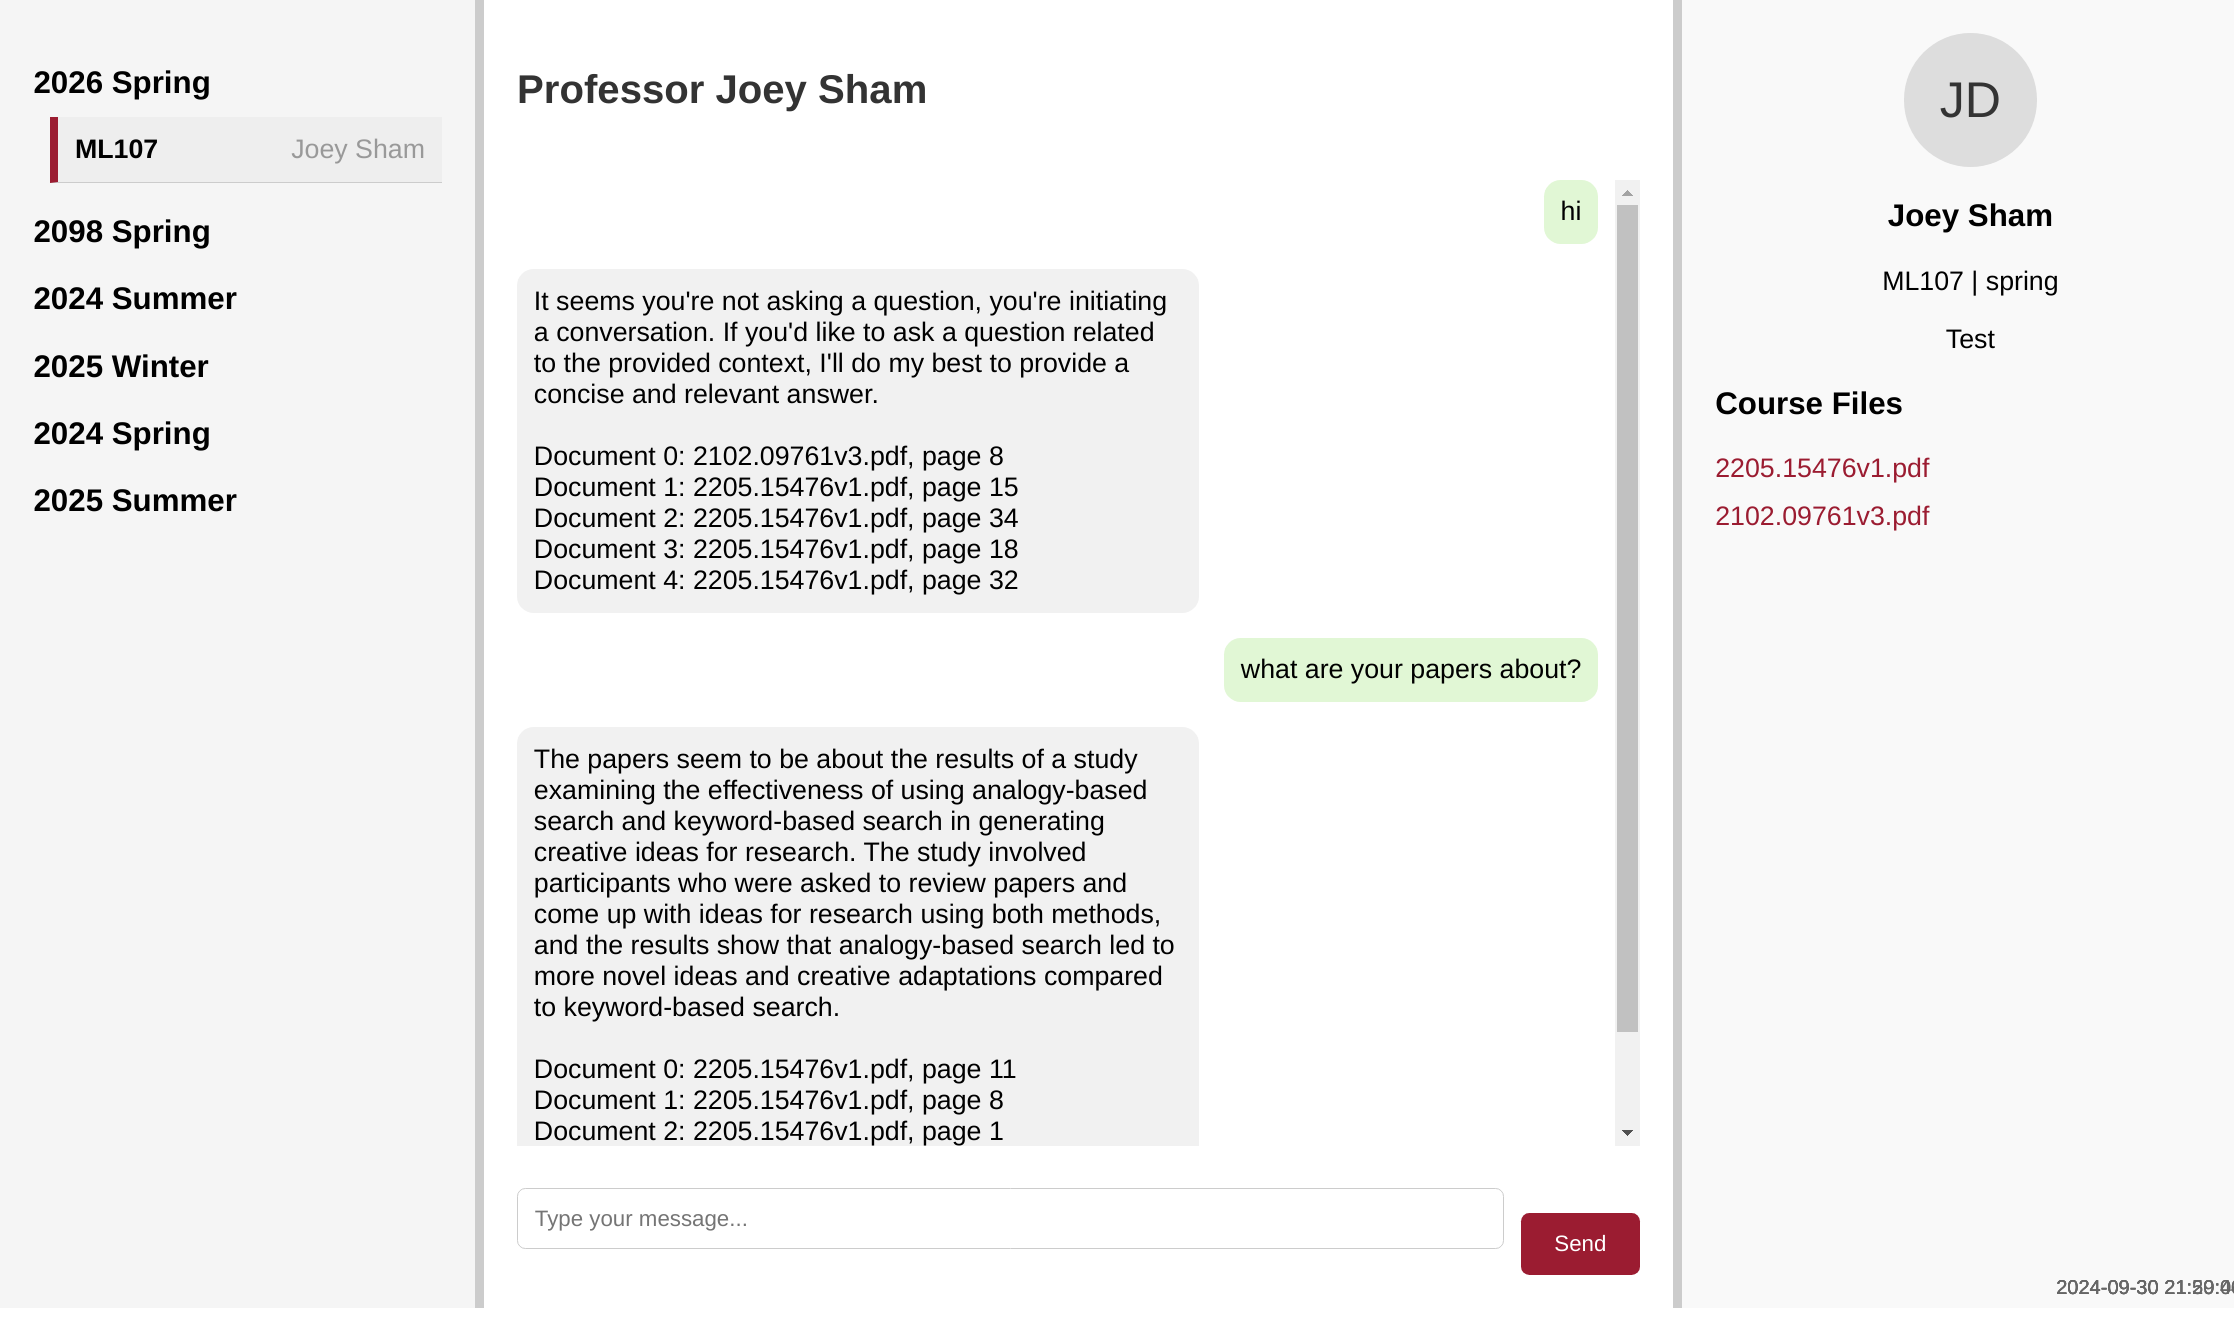 2026 Spring
ML107
Joey Sham
2098 Spring
2024 Summer
2025 Winter
2024 Spring
2025 Summer
Professor Joey Sham
hi
It seems you're not asking a question, you're initiating
a conversation. If you'd like to ask a question related
to the provided context, I'll do my best to provide a
concise and relevant answer.
Document 0: 2102.09761v3.pdf, page 8
Document 1: 2205.15476v1.pdf, page 15
Document 2: 2205.15476v1.pdf, page 34
Document 3: 2205.15476v1.pdf, page 18
Document 4: 2205.15476v1.pdf, page 32
what are your papers about?
The papers seem to be about the results of a study
examining the effectiveness of using analogy-based
search and keyword-based search in generating
creative ideas for research. The study involved
participants who were asked to review papers and
come up with ideas for research using both methods,
and the results show that analogy-based search led to
more novel ideas and creative adaptations compared
to keyword-based search.
Document 0: 2205.15476v1.pdf, page 11
Document 1: 2205.15476v1.pdf, page 8
Document 2: 2205.15476v1.pdf, page 1
Type your message...
Send
JD
Joey Sham
ML107 | spring
Test
Course Files
2205.15476v1.pdf
2102.09761v3.pdf
2024-09-30